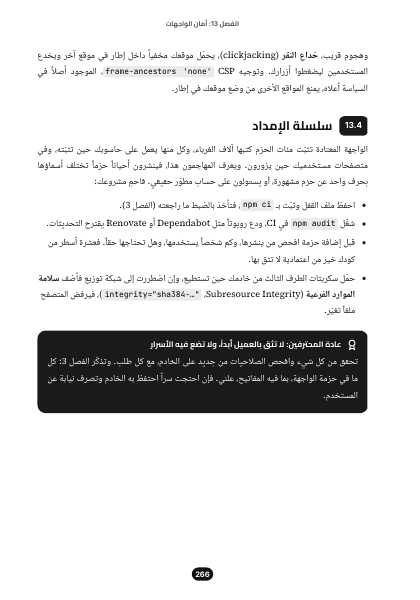 الفصل 13: أمان الواجهات
وهجوم قريب، خداع النقر (clickjacking)، يحمّل موقعك مخفياً داخل إطار في موقع آخر ويخدع
المستخدمين ليضغطوا أزرارك. وتوجيه CSP frame-ancestors 'none'، الموجود أصلاً في
السياسة أعلاه، يمنع المواقع الأخرى من وضع موقعك في إطار.
13.4 سلسلة الإمداد
الواجهة المعتادة تثبّت مئات الحزم كتبها آلاف الغرباء، وكل منها يعمل على حاسوبك حين تثبّته، وفي
متصفحات مستخدميك حين يزورون. ويعرف المهاجمون هذا، فينشرون أحياناً حزماً تختلف أسماؤها
بحرف واحد عن حزم مشهورة، أو يستولون على حساب مطوّر حقيقي. فاحمِ مشروعك:
• احفظ ملف القفل وثبّت بـ npm ci، فتأخذ بالضبط ما راجعته (الفصل 3).
• شغّل npm audit في CI، ودع روبوتاً مثل Dependabot أو Renovate يقترح التحديثات.
• قبل إضافة حزمة افحص من ينشرها، وكم شخصاً يستخدمها، وهل تحتاجها حقاً. فعشرة أسطر من
كودك خير من اعتمادية لا تثق بها.
• حمّل سكربتات الطرف الثالث من خادمك حين تستطيع، وإن اضطررت إلى شبكة توزيع فأضف سلامة
الموارد الفرعية (Subresource Integrity، integrity="sha384-…")، فيرفض المتصفح
ملفاً تغيّر.
عادة المحترفين: لا تثق بالعميل أبداً، ولا تضع فيه الأسرار
تحقق من كل شيء وافحص الصلاحيات من جديد على الخادم، مع كل طلب. وتذكّر الفصل 3: كل
ما في حزمة الواجهة، بما فيه المفاتيح، علني. فإن احتجت سراً احتفظ به الخادم وتصرف نيابة عن
المستخدم.
266